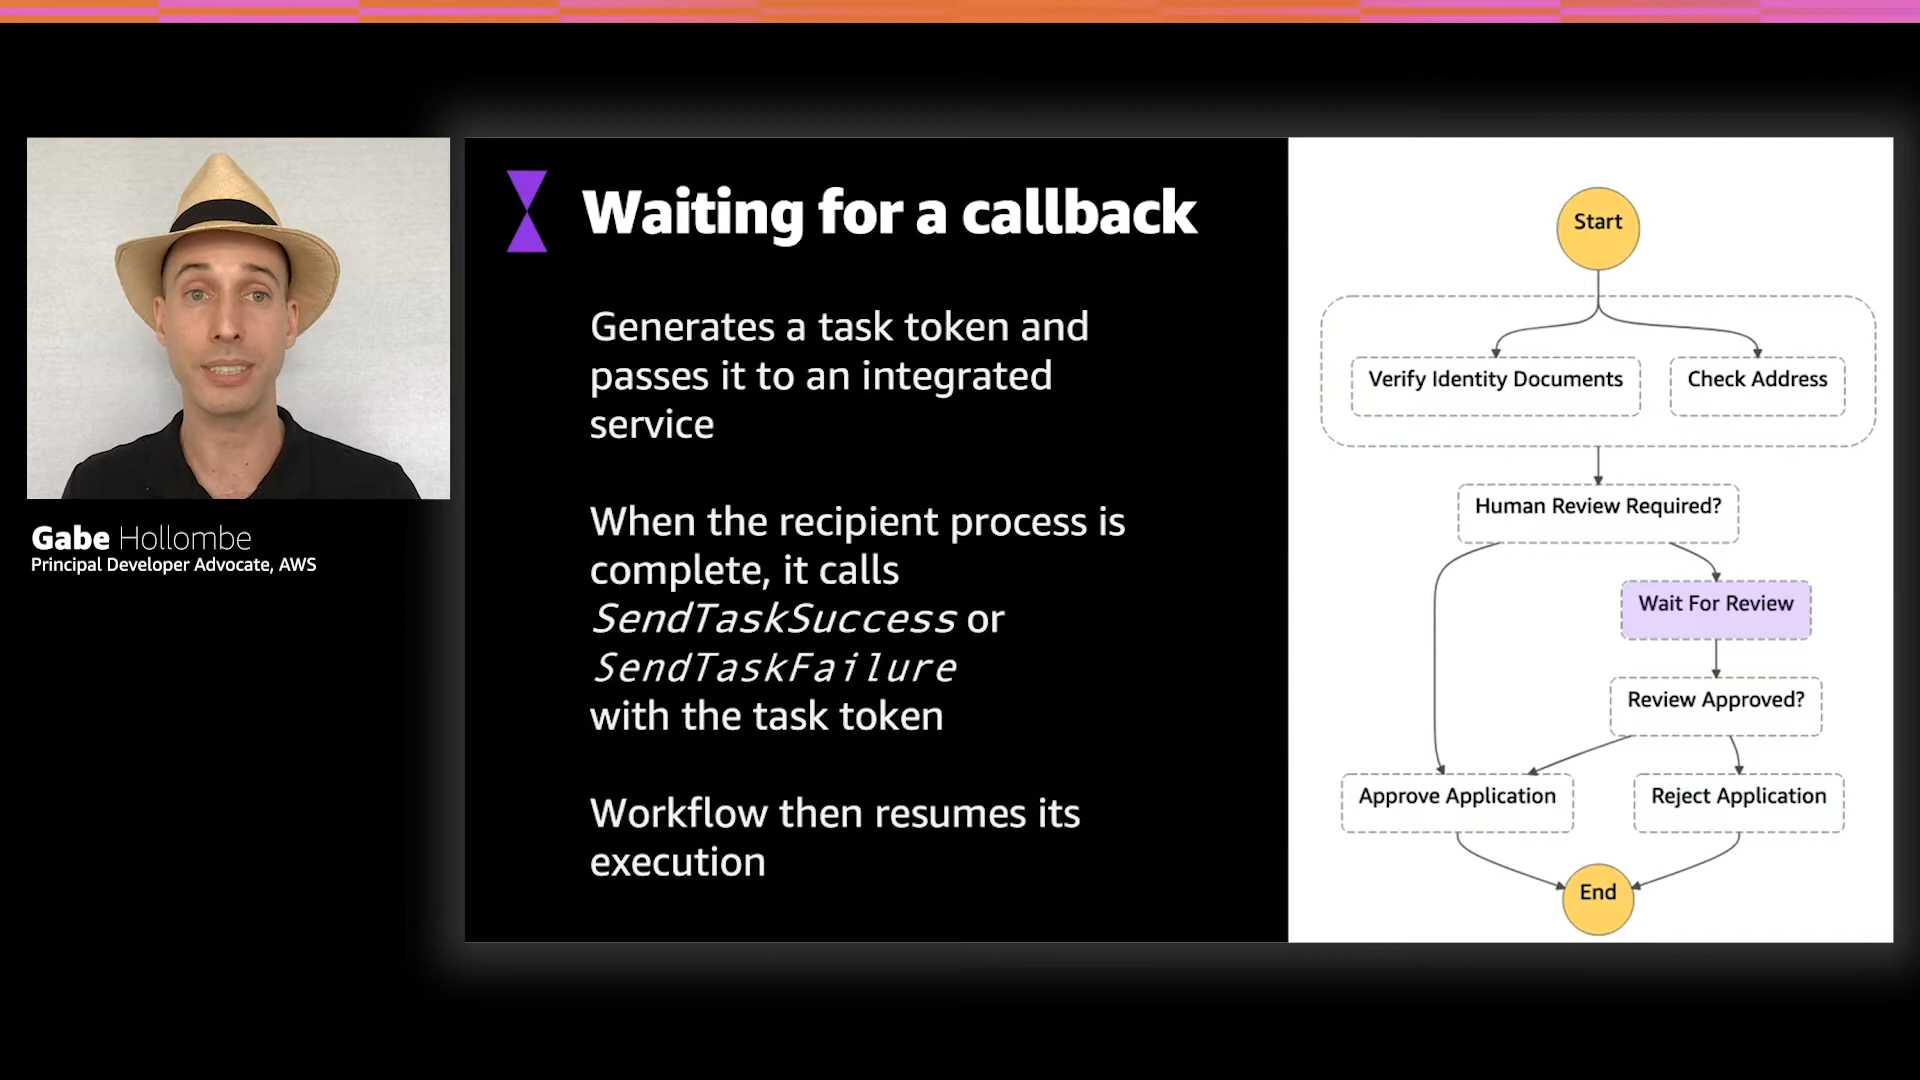 Gabe Hollombe
Principal Developer Advocate, AWS
Waiting for a callback
Generates a task token and
passes it to an integrated
service
When the recipient process is
complete, it calls
SendTaskSuccess or
SendTaskFailure
with the task token
Workflow then resumes its
execution
Start
Verify Identity Documents
Check Address
Human Review Required?
Wait For Review
Review Approved?
Approve Application
Reject Application
End